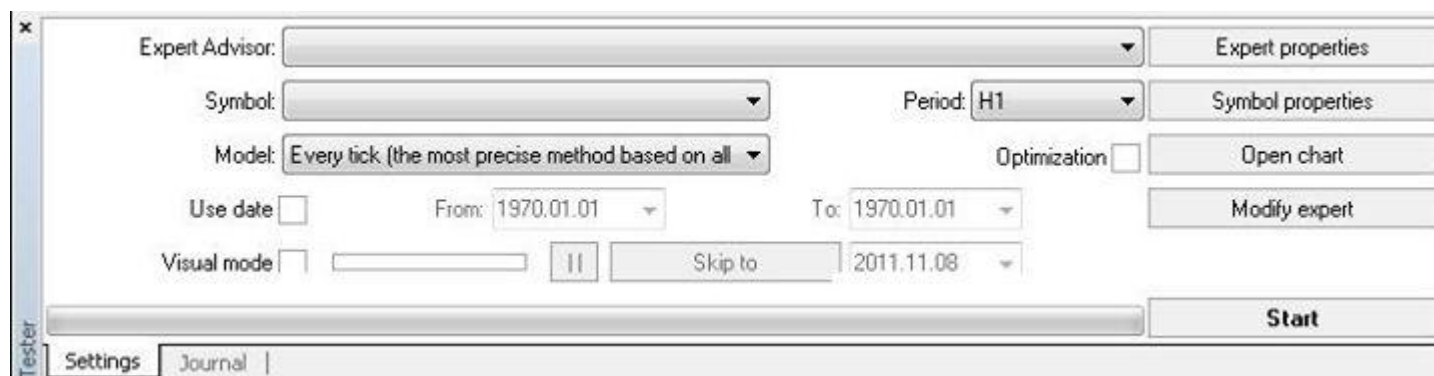 Expert Advisor: Expert properties
Symbol: Period: H1 Symbol properties
Model: Every tick (the most precise method based on all Optimization Open chart
Use date From: 1970.01.01 To: 1970.01.01 Modify expert
Visual mode Skip to 2011.11.08
Start
Tester
Settings Journal